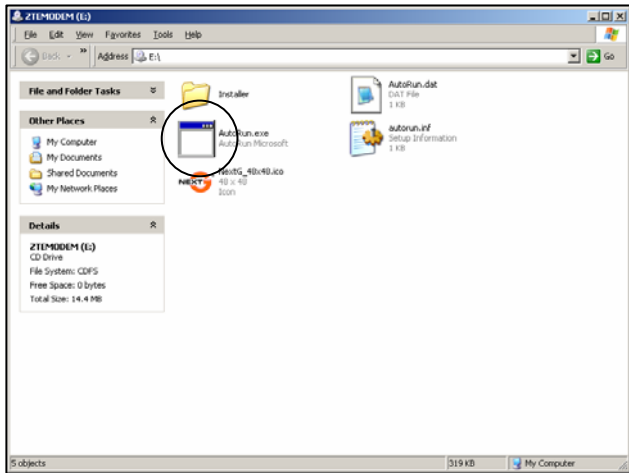 ZTEMODEM (E:)
File Edit View Favorites Tools Help
Back Address E:\ Go
File and Folder Tasks
Other Places
My Computer
My Documents
Shared Documents
My Network Places
Details
ZTEMODEM (E:)
CD Drive
File System: CDFS
Free Space: 0 bytes
Total Size: 14.4 MB
Installer
AutoRun.exe
AutoRun Microsoft
NEXTG
NextG_48x48.ico
48 x 48
Icon
AutoRun.dat
DAT File
1 KB
autorun.inf
Setup Information
1 KB
5 objects 319 KB My Computer